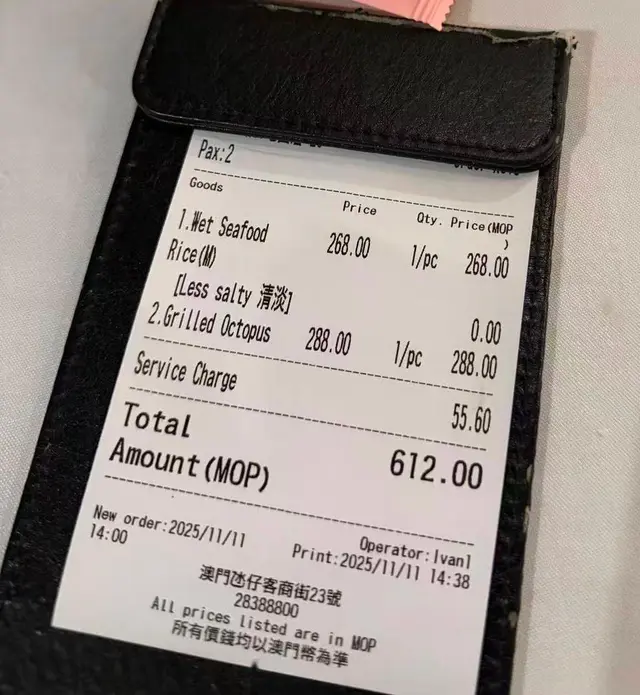 Pax:2
Goods Price Qty. Price(MOP
)
1.Wet Seafood 268.00 1/pc 268.00
Rice(M)
[Less salty 清淡] 0.00
2.Grilled Octopus 288.00 1/pc 288.00
Service Charge 55.60
Total
Amount(MOP) 612.00
New order:2025/11/11 Operator:Ivan1
14:00 Print:2025/11/11 14:38
澳門氹仔客商街23號
28388800
All prices listed are in MOP
所有價錢均以澳門幣為準